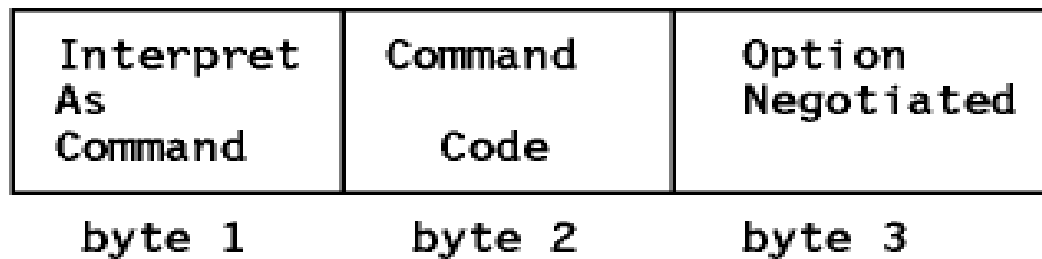 Interpret
As
Command
Command
Code
Option
Negotiated
byte 1
byte 2
byte 3